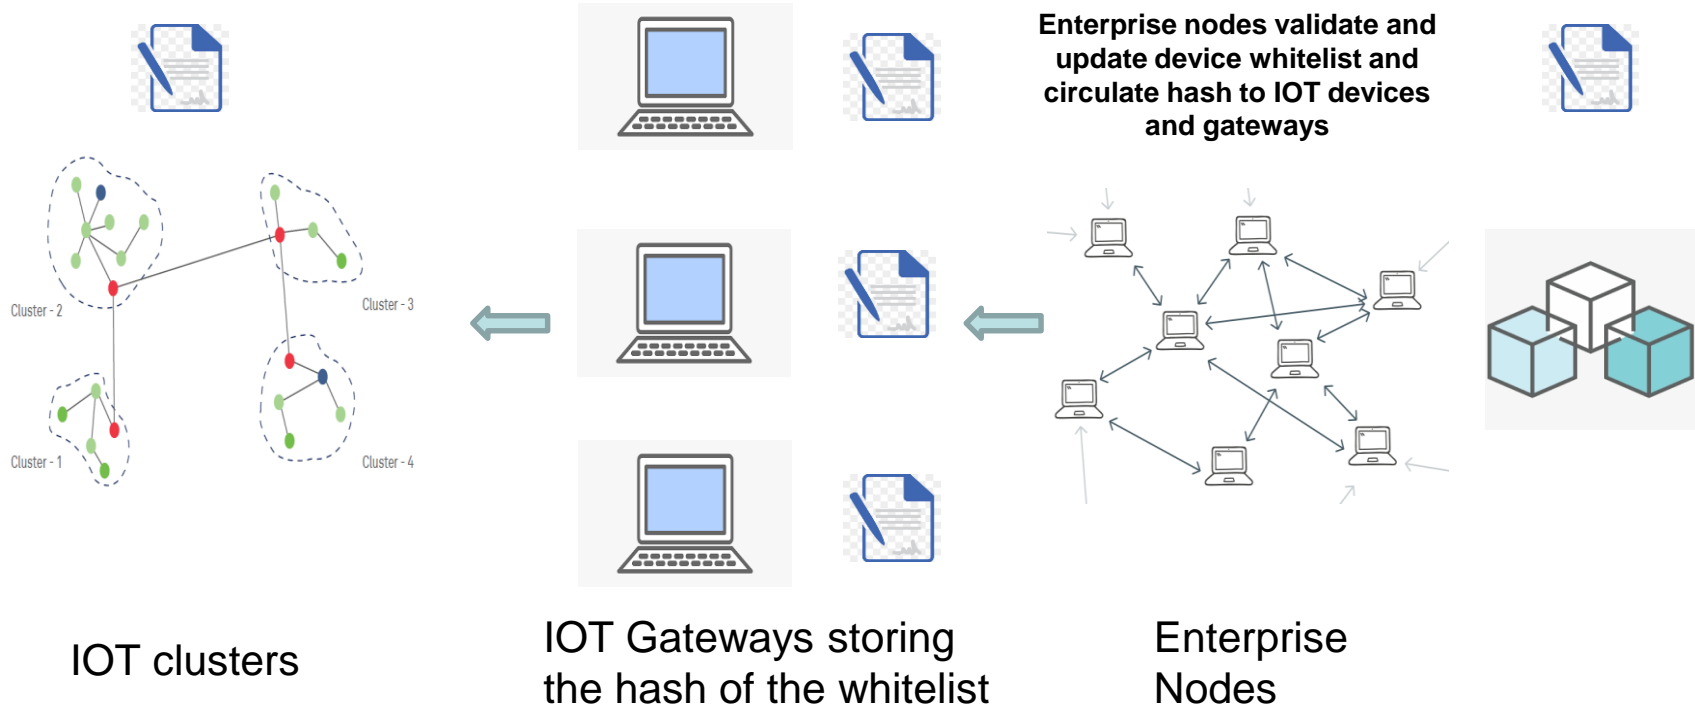 Enterprise nodes validate and
update device whitelist and
circulate hash to IOT devices
and gateways
Cluster - 2
Cluster - 3
Cluster - 1
Cluster - 4
IOT clusters
IOT Gateways storing
the hash of the whitelist
Enterprise
Nodes